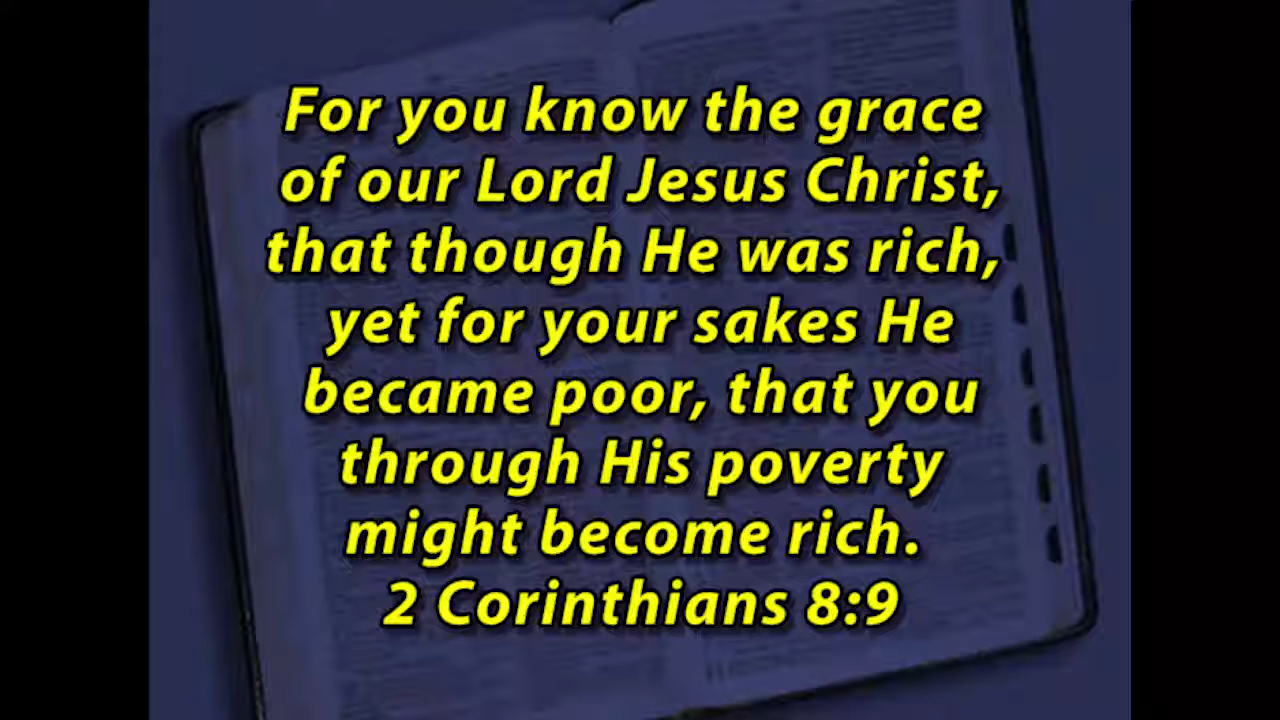 For you know the grace
of our Lord Jesus Christ,
that though He was rich,
yet for your sakes He
became poor, that you
through His poverty
might become rich.
2 Corinthians 8:9